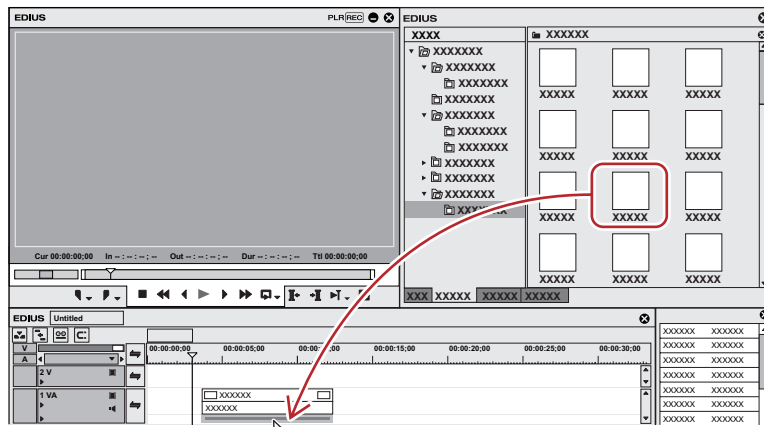 EDIUS
PLR REC
Cur 00:00:00;00 In -- : -- : -- ; -- Out -- : -- : -- ; -- Dur -- : -- : -- ; -- Ttl 00:00:00;00
EDIUS
XXXX
XXXXXXX
XXXXXXX
XXXXXXX
XXXXXXX
XXXXXXX
XXXXXXX
XXXXXXX
XXXXXXX
XXXXXXX
XXXXXXX
XXXXXX
XXXXX XXXXX XXXXX
XXXXX XXXXX XXXXX
XXXXX XXXXX XXXXX
XXXXX XXXXX XXXXX
XXX XXXXX XXXXX XXXXX
EDIUS Untitled
V
A
00:00:00;00 00:00:05;00 00:00:15;00 00:00:20;00 00:00:25;00 00:00:30;00
2 V
1 VA
XXXXXX
XXXXXX
XXXXXX XXXXXX
XXXXXX XXXXXX
XXXXXX XXXXXX
XXXXXX XXXXXX
XXXXXX XXXXXX
XXXXXX XXXXXX
XXXXXX XXXXXX